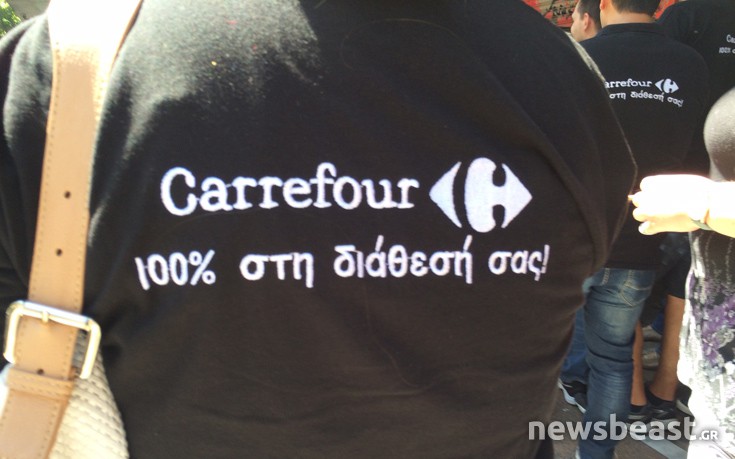 Carrefour
100% στη διάθεσή σας!
Carrefour
στη διάθεσή σας!
newsbeast.GR